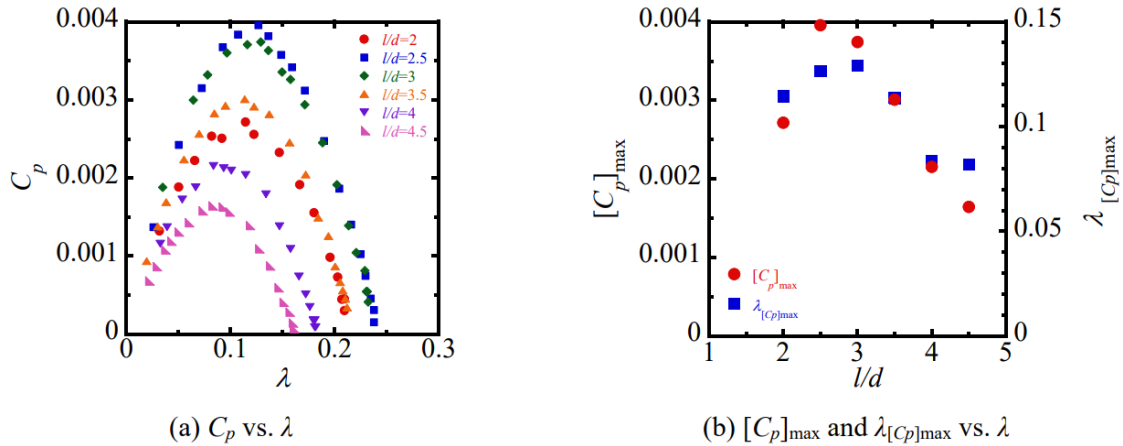 0.004
0.003
0.002
0.001
0
C_p
0
0.1
0.2
0.3
λ
l/d=2
l/d=2.5
l/d=3
l/d=3.5
l/d=4
l/d=4.5
(a) C_p vs. λ
0.004
0.003
0.002
0.001
0
[C_p]_max
0.15
0.1
0.05
0
λ_[Cp]max
[C_p]_max
λ_[Cp]max
1
2
3
4
5
l/d
(b) [C_p]_max and λ_[Cp]max vs. λ